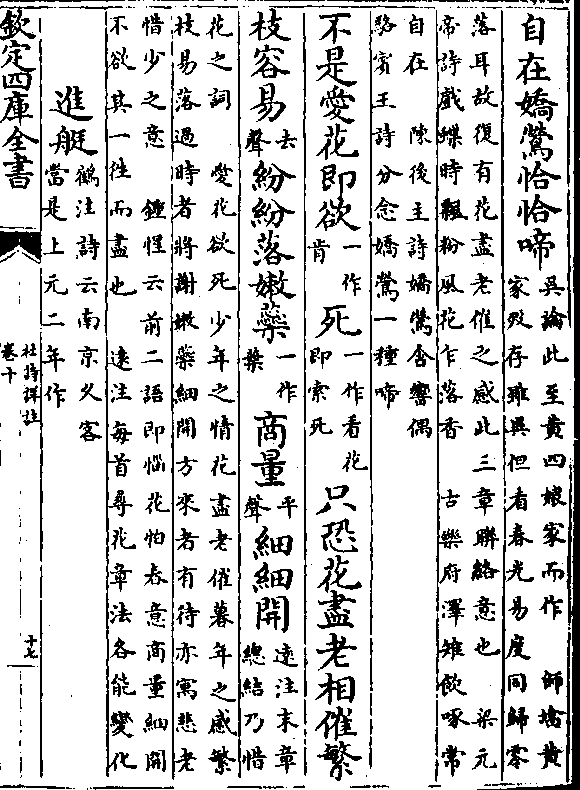 自在嬌鶯恰恰啼
吳論此至黃四娘家而作 師塤黃
家歿存雖異但看春光易度同歸零
落耳故復有花盡老催之感此三章聯絡意也 梁元
帝詩戲蝶時飄粉風花乍落香 古樂府澤雉飲啄常
自在 陳後主詩嬌鶯含響偶
駱賓王詩分念嬌鶯一種啼
不是愛花即欲一作肯死一作看花即索死只恐花盡老相催繁
枝容易去聲紛紛落嫩蘂一作葉商量平聲細細開遠注末章總結乃惜
花之詞 愛花欲死少年之情花盡老催暮年之感繁
枝易落過時者將謝嫩蘂細開方來者有待亦寓悲老
惜少之意 鍾惺云前二語即惱花怕春意商量細開
不欲其一往而盡也 遠注每首尋花章法各能變化
進艇
鶴注詩云南京久客
當是上元二年作
欽定四庫全書
杜詩詳註
卷十
十七